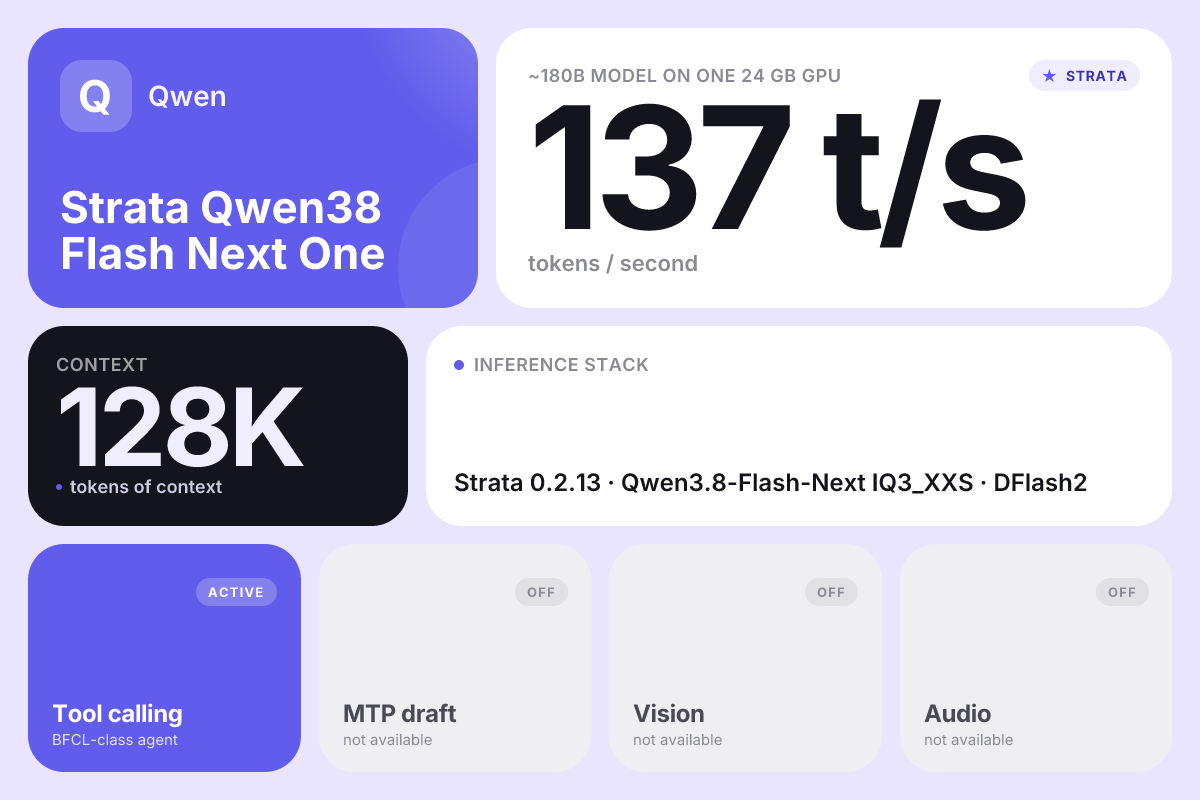 Q
Qwen
Strata Qwen38
Flash Next One
~180B MODEL ON ONE 24 GB GPU
★ STRATA
137 t/s
tokens / second
CONTEXT
128K
tokens of context
INFERENCE STACK
Strata 0.2.13 · Qwen3.8-Flash-Next IQ3_XXS · DFlash2
ACTIVE
Tool calling
BFCL-class agent
OFF
MTP draft
not available
OFF
Vision
not available
OFF
Audio
not available